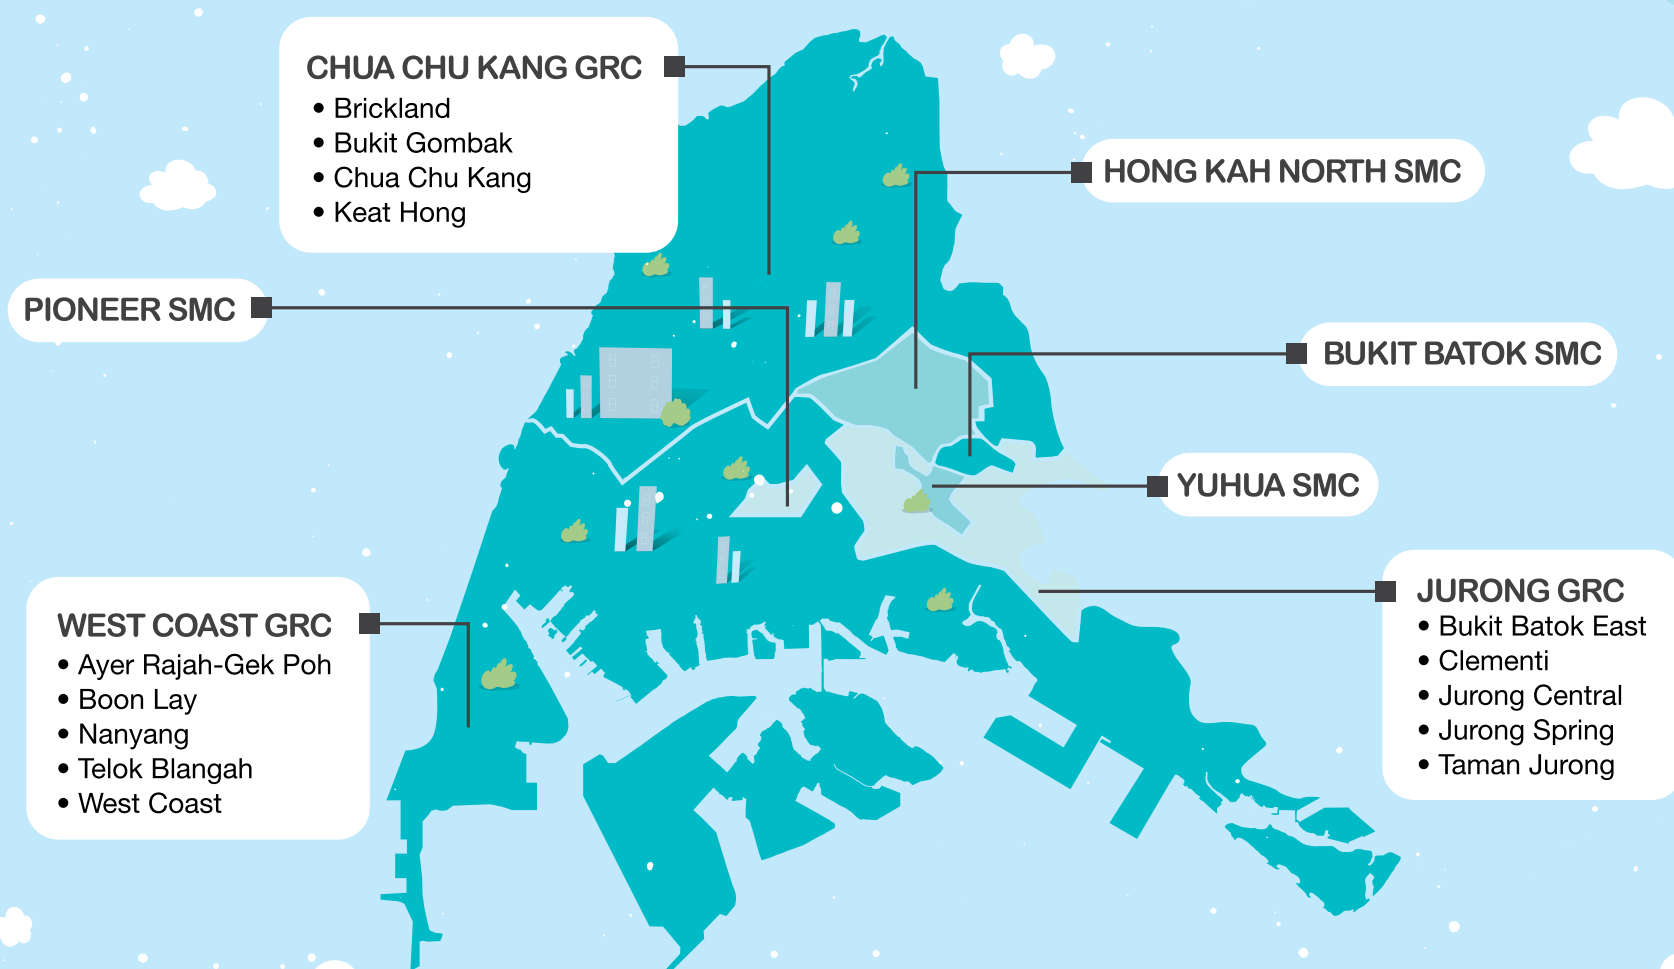 CHUA CHU KANG GRC
• Brickland
• Bukit Gombak
• Chua Chu Kang
• Keat Hong
HONG KAH NORTH SMC
PIONEER SMC
BUKIT BATOK SMC
YUHUA SMC
WEST COAST GRC
• Ayer Rajah-Gek Poh
• Boon Lay
• Nanyang
• Telok Blangah
• West Coast
JURONG GRC
• Bukit Batok East
• Clementi
• Jurong Central
• Jurong Spring
• Taman Jurong